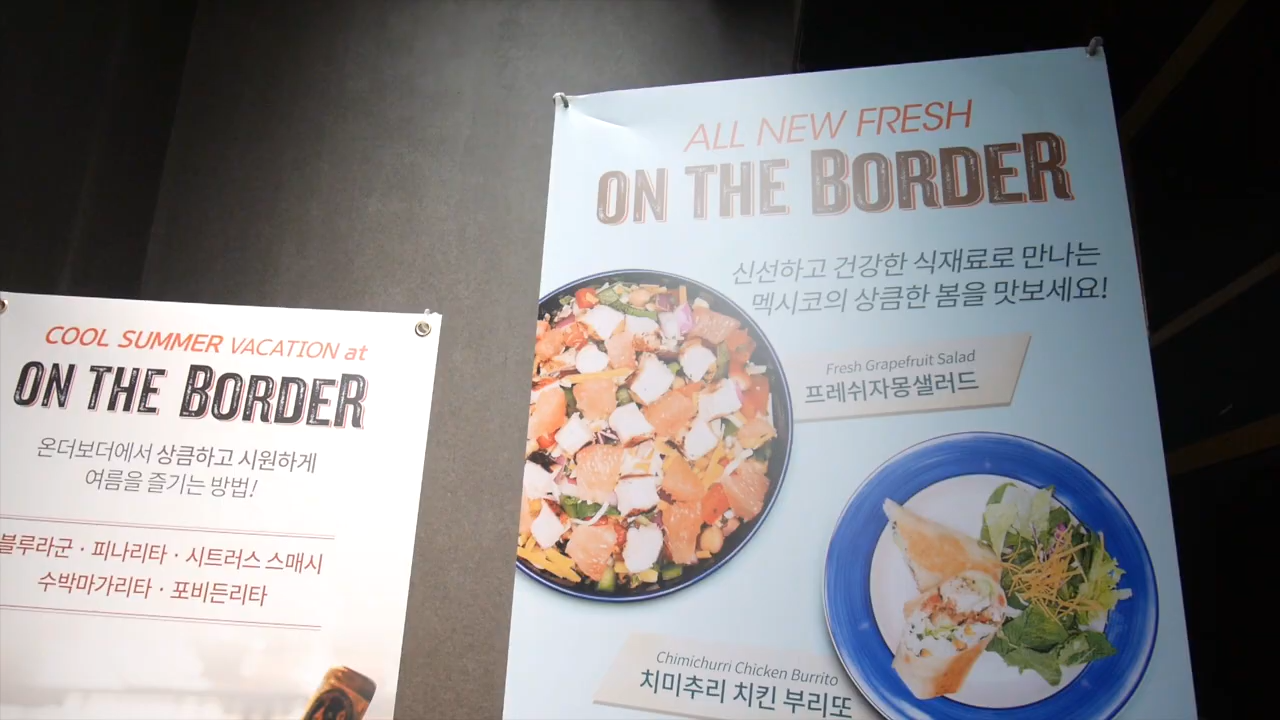 COOL SUMMER VACATION at
ON THE BORDER
온더보더에서 상큼하고 시원하게
여름을 즐기는 방법!
블루라군 · 피나리타 · 시트러스 스매시
수박마가리타 · 포비든리타
ALL NEW FRESH
ON THE BORDER
신선하고 건강한 식재료로 만나는
멕시코의 상큼한 봄을 맛보세요!
Fresh Grapefruit Salad
프레쉬자몽샐러드
Chimichurri Chicken Burrito
치미추리 치킨 부리또